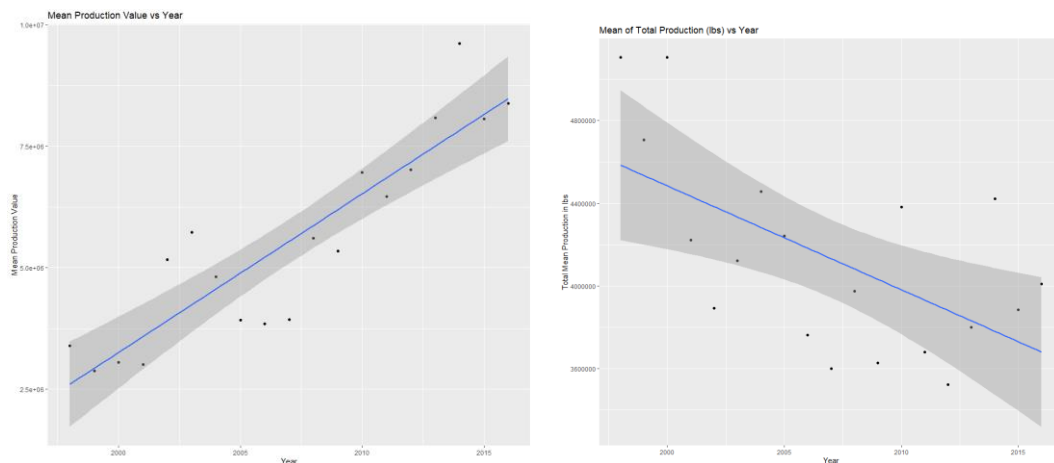 Mean Production Value vs Year
1.0e+07
7.5e+06
5.0e+06
2.5e+06
Mean Production Value
2000
2005
2010
2015
Year
Mean of Total Production (lbs) vs Year
4800000
4400000
4000000
3600000
Total Mean Production in lbs
2000
2005
2010
2015
Year